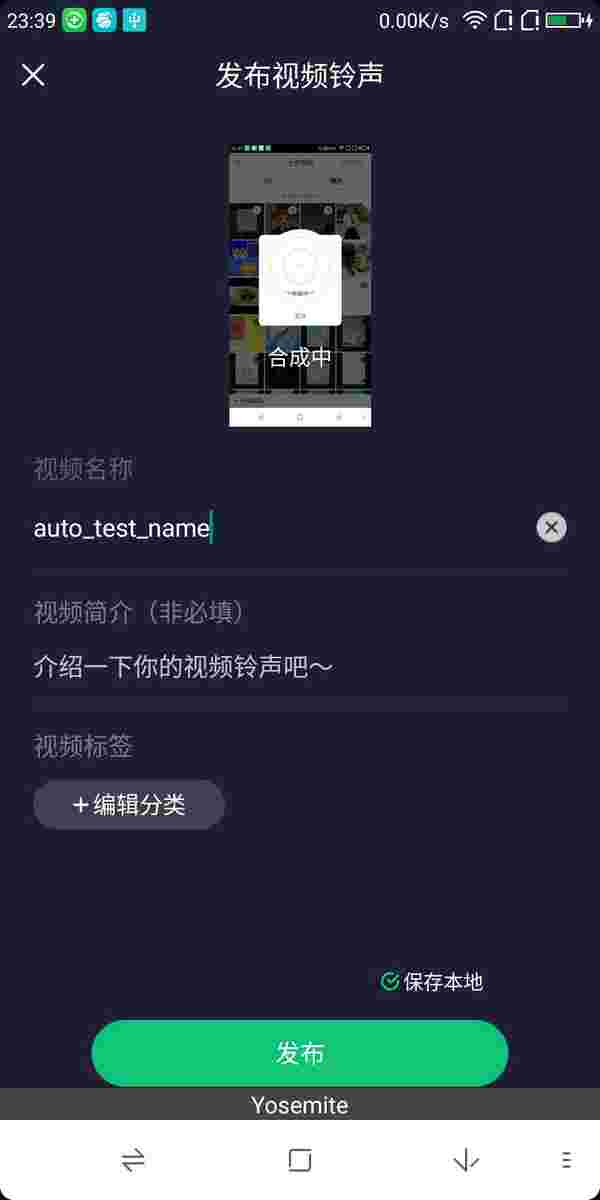 23:39
0.00K/s
发布视频铃声
合成中
视频名称
auto_test_name
视频简介（非必填）
介绍一下你的视频铃声吧～
视频标签
+编辑分类
保存本地
发布
Yosemite